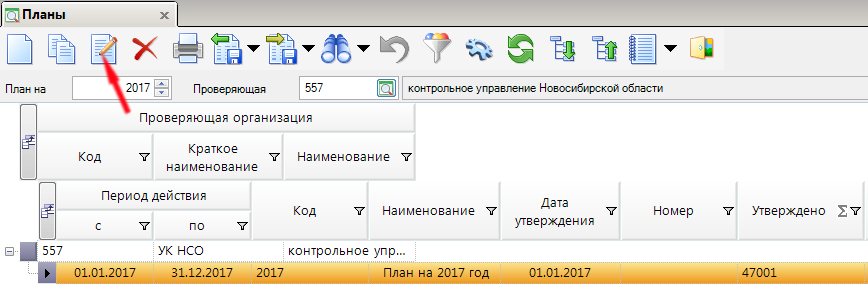 Планы
План на 2017 Проверяющая 557 контрольное управление Новосибирской области
Проверяющая организация
Код Краткое наименование Наименование
Период действия
с по Код Наименование Дата утверждения Номер Утверждено Σ
557 УК НСО контрольное упр...
01.01.2017 31.12.2017 2017 План на 2017 год 01.01.2017 47001